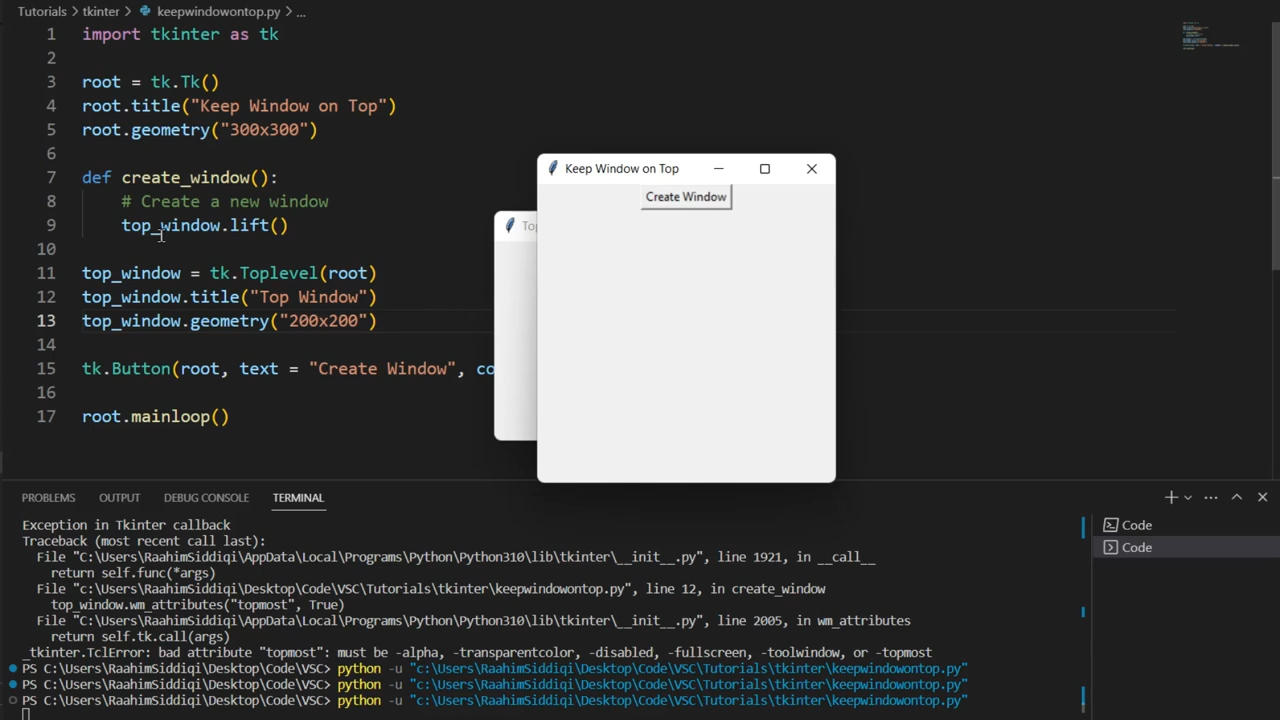 Tutorials > tkinter > keepwindowontop.py > ...
1 import tkinter as tk
2
3 root = tk.Tk()
4 root.title("Keep Window on Top")
5 root.geometry("300x300")
6
7 def create_window():
8 # Create a new window
9 top_window.lift()
10
11 top_window = tk.Toplevel(root)
12 top_window.title("Top Window")
13 top_window.geometry("200x200")
14
15 tk.Button(root, text = "Create Window", co
16
17 root.mainloop()
Keep Window on Top
Create Window
To
PROBLEMS OUTPUT DEBUG CONSOLE TERMINAL
Exception in Tkinter callback
Traceback (most recent call last):
File "C:\Users\RaahimSiddiqi\AppData\Local\Programs\Python\Python310\lib\tkinter\__init__.py", line 1921, in __call__
return self.func(*args)
File "c:\Users\RaahimSiddiqi\Desktop\Code\VSC\Tutorials\tkinter\keepwindowontop.py", line 12, in create_window
top_window.wm_attributes("topmost", True)
File "C:\Users\RaahimSiddiqi\AppData\Local\Programs\Python\Python310\lib\tkinter\__init__.py", line 2005, in wm_attributes
return self.tk.call(args)
_tkinter.TclError: bad attribute "topmost": must be -alpha, -transparentcolor, -disabled, -fullscreen, -toolwindow, or -topmost
PS C:\Users\RaahimSiddiqi\Desktop\Code\VSC> python -u "c:\Users\RaahimSiddiqi\Desktop\Code\VSC\Tutorials\tkinter\keepwindowontop.py"
PS C:\Users\RaahimSiddiqi\Desktop\Code\VSC> python -u "c:\Users\RaahimSiddiqi\Desktop\Code\VSC\Tutorials\tkinter\keepwindowontop.py"
PS C:\Users\RaahimSiddiqi\Desktop\Code\VSC> python -u "c:\Users\RaahimSiddiqi\Desktop\Code\VSC\Tutorials\tkinter\keepwindowontop.py"
Code
Code